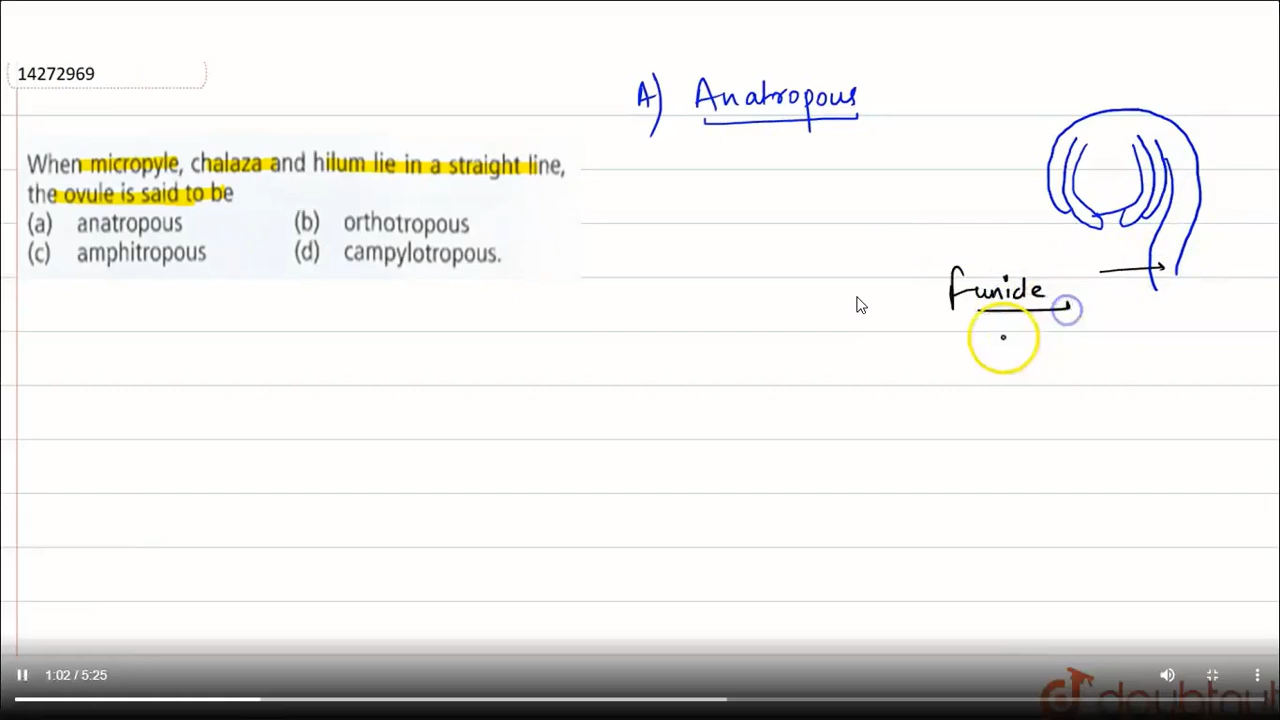 14272969
A) Anatropous
When micropyle, chalaza and hilum lie in a straight line,
the ovule is said to be
(a) anatropous (b) orthotropous
(c) amphitropous (d) campylotropous.
Funicle
1:02 / 5:25
doubtnut